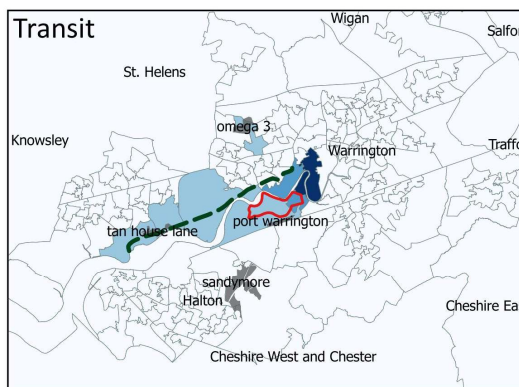 Transit
Wigan
Salfor
St. Helens
omega 3
Knowsley
Warrington
Traffo
tan house lane
port warrington
sandymore
Halton
Cheshire Ea
Cheshire West and Chester